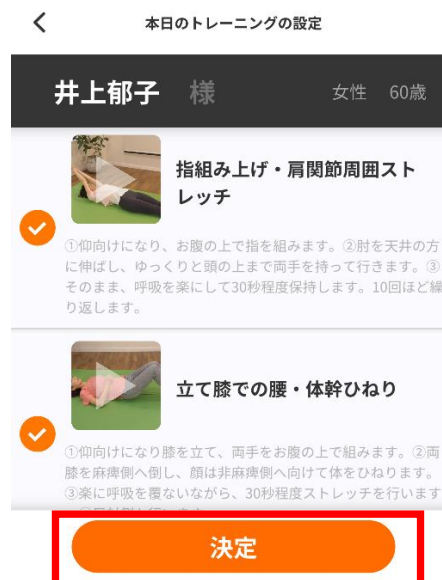 本日のトレーニングの設定
井上郁子 様 女性 60歳
指組み上げ・肩関節周囲スト
レッチ
①仰向けになり、お腹の上で指を組みます。②肘を天井の方
に伸ばし、ゆっくりと頭の上まで両手を持って行きます。③
そのまま、呼吸を楽にして30秒程度保持します。10回ほど繰
り返します。
立て膝での腰・体幹ひねり
①仰向けになり膝を立て、両手をお腹の上で組みます。②両
膝を麻痺側へ倒し、顔は非麻痺側へ向けて体をひねります。
③楽に呼吸を覆ないながら、30秒程度ストレッチを行います
決定